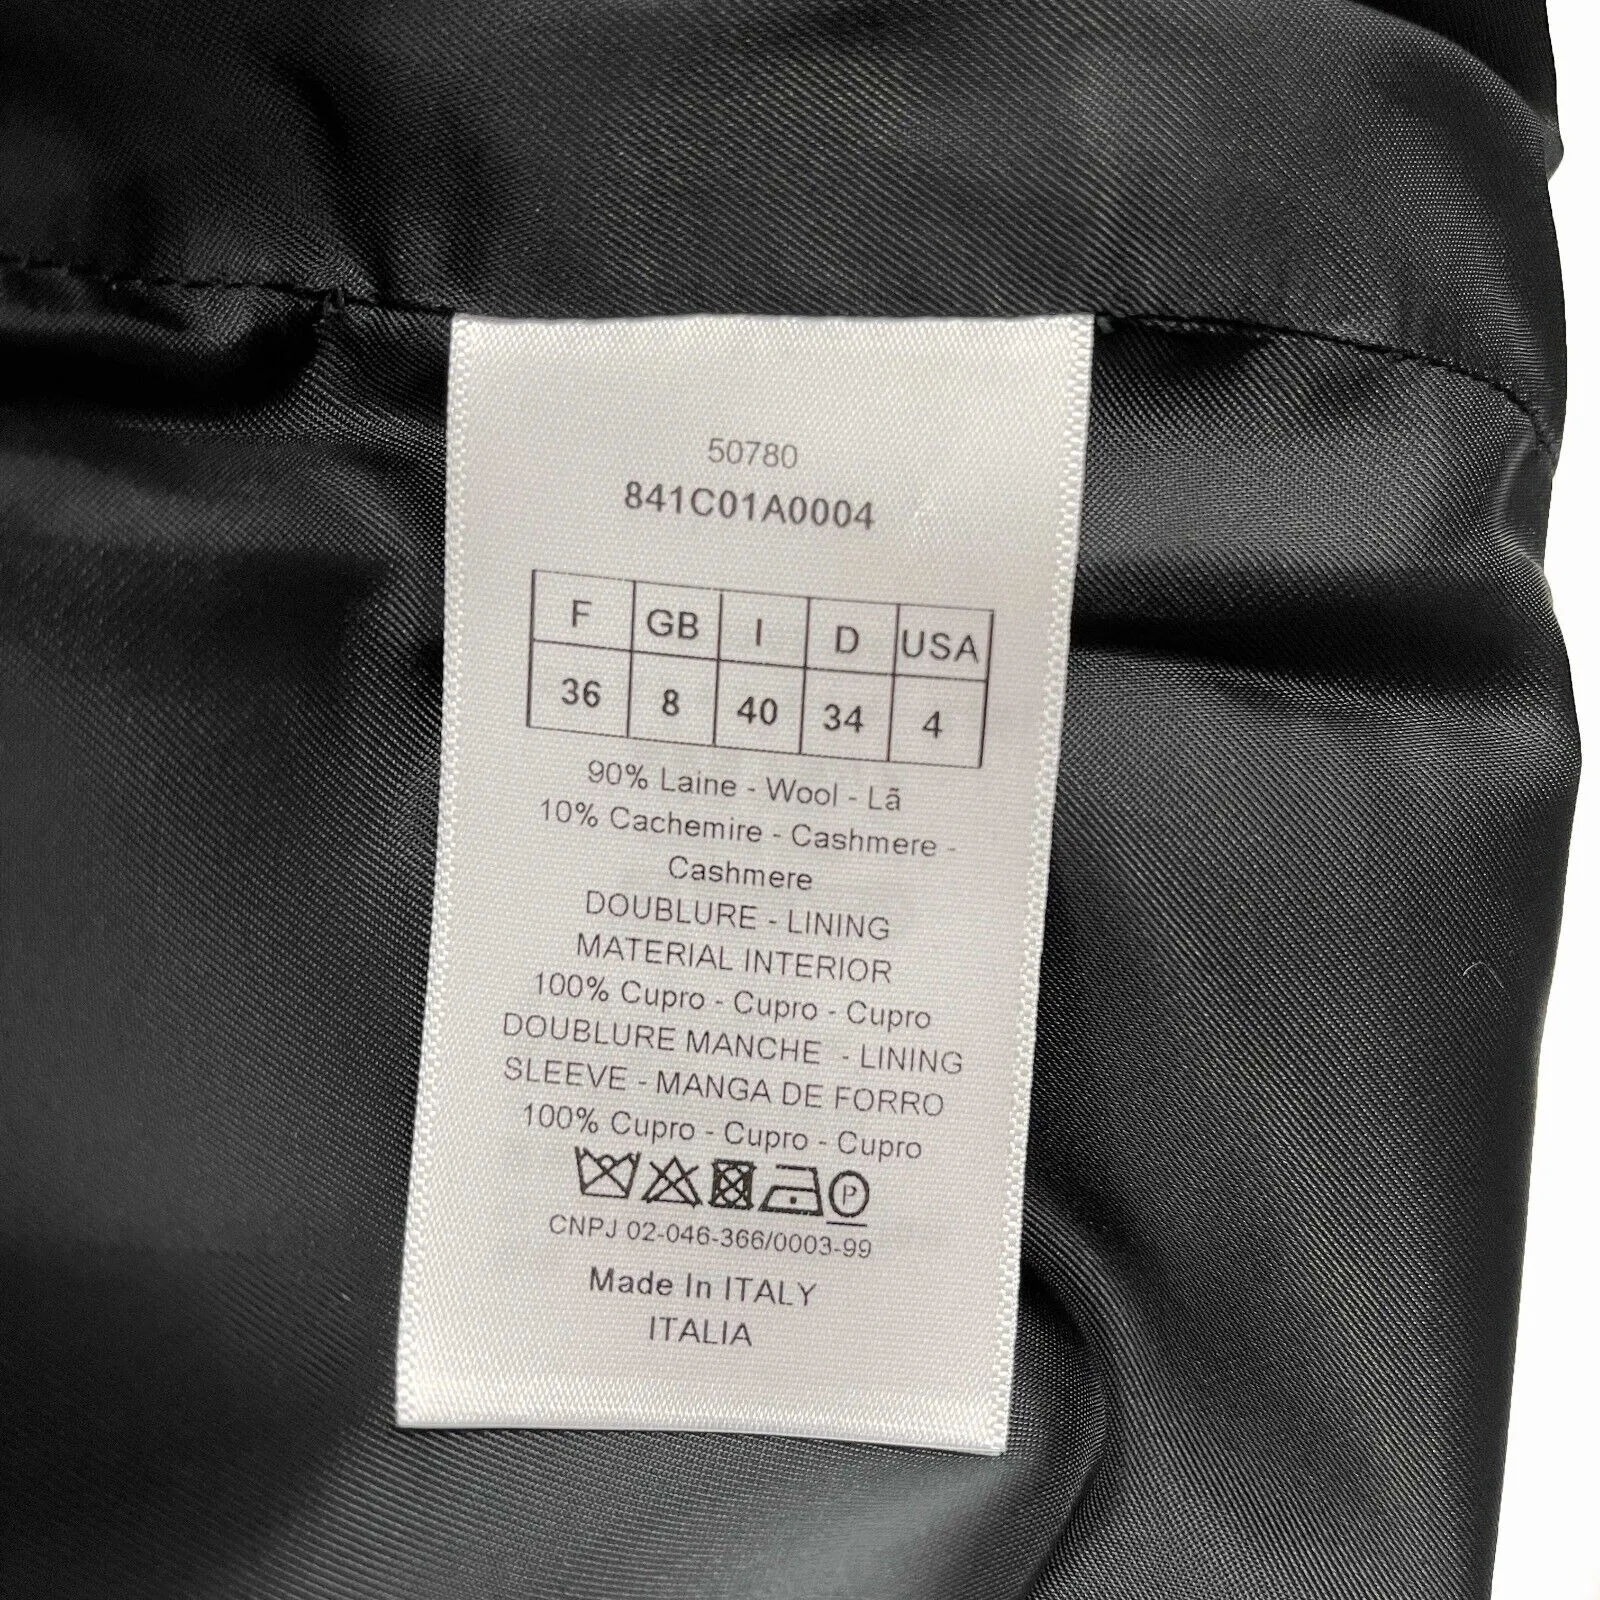 50780
841C01A0004
F GB I D USA
36 8 40 34 4
90% Laine - Wool - Lã
10% Cachemire - Cashmere -
Cashmere
DOUBLURE - LINING
MATERIAL INTERIOR
100% Cupro - Cupro - Cupro
DOUBLURE MANCHE - LINING
SLEEVE - MANGA DE FORRO
100% Cupro - Cupro - Cupro
P
CNPJ 02-046-366/0003-99
Made In ITALY
ITALIA